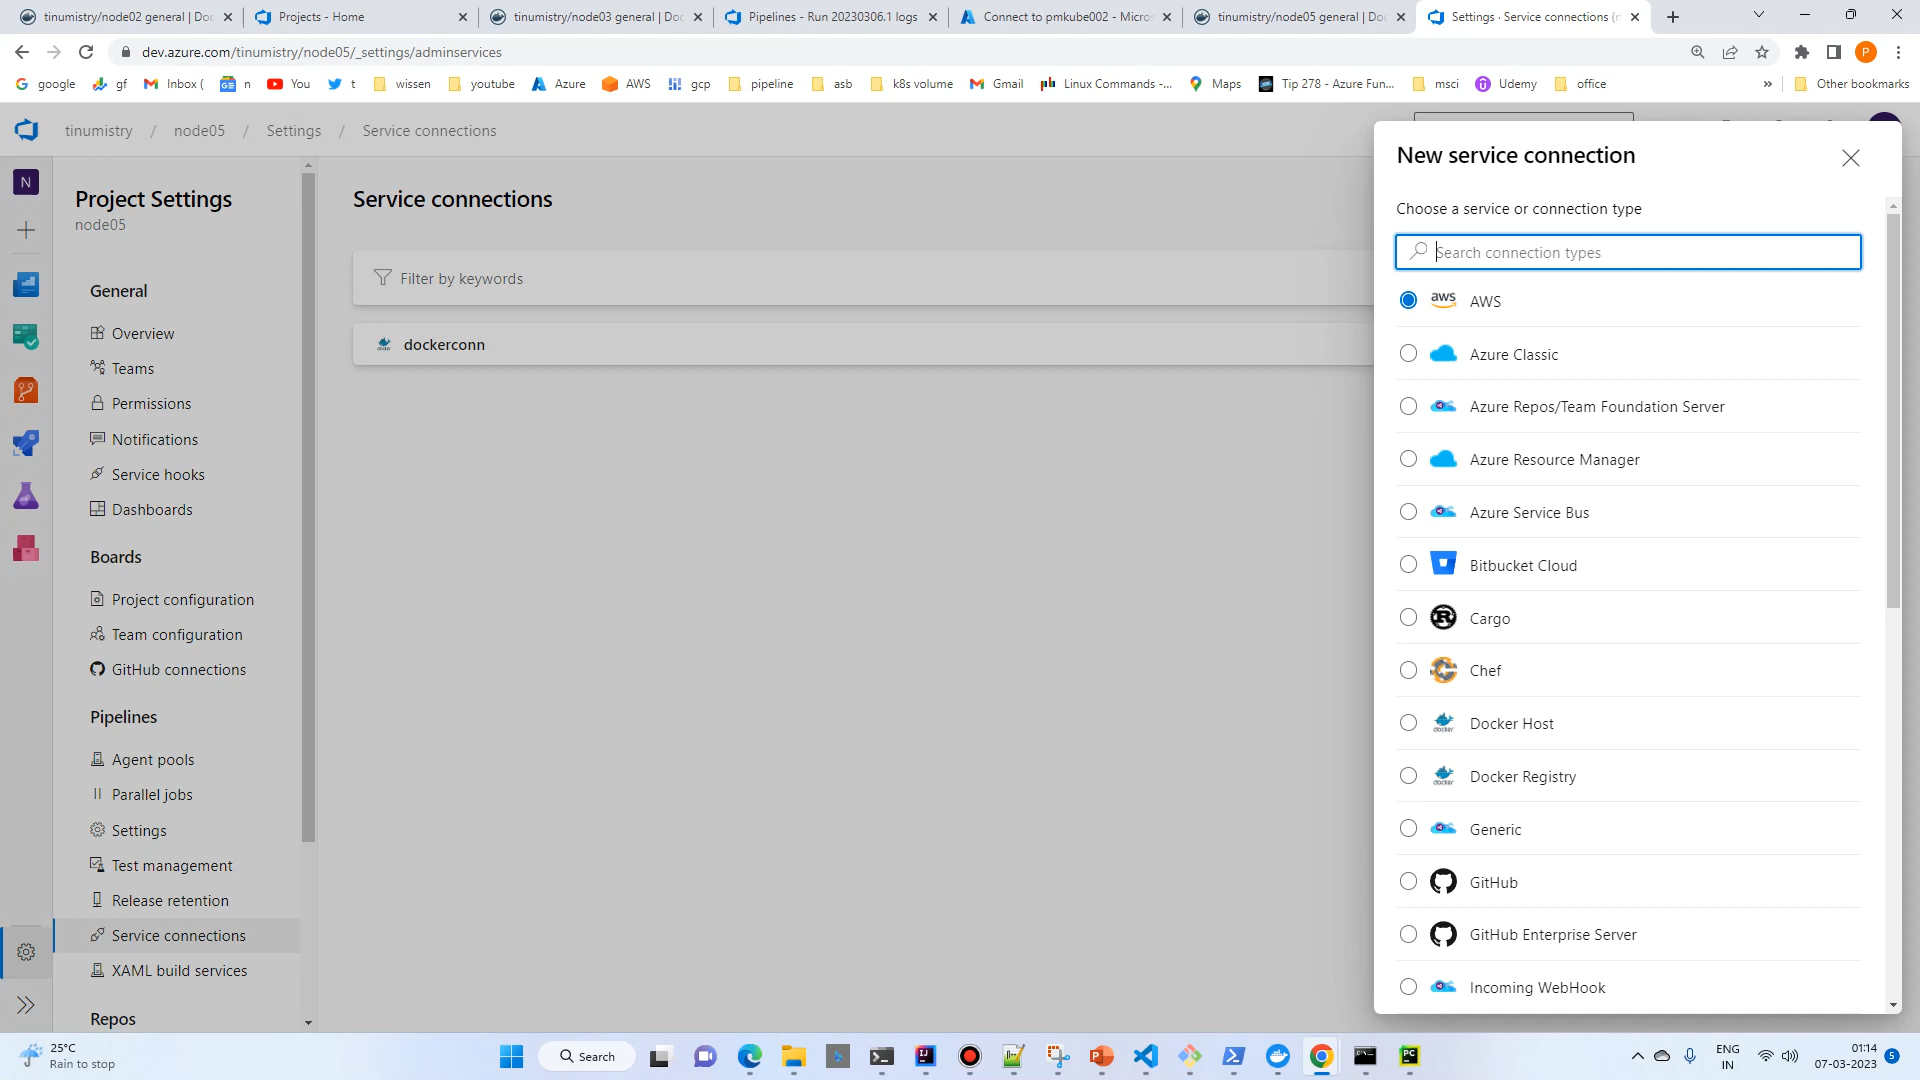 tinumistry/node02 general | Doc
Projects - Home
tinumistry/node03 general | Doc
Pipelines - Run 20230306.1 logs
Connect to pmkube002 - Micros
tinumistry/node05 general | Doc
Settings · Service connections (n
dev.azure.com/tinumistry/node05/_settings/adminservices
P
google
gf
Inbox (
n
You
t
wissen
youtube
Azure
AWS
gcp
pipeline
asb
k8s volume
Gmail
Linux Commands -...
Maps
Tip 278 - Azure Fun...
msci
Udemy
office
»
Other bookmarks
tinumistry / node05 / Settings / Service connections
N
Project Settings
node05
General
Overview
Teams
Permissions
Notifications
Service hooks
Dashboards
Boards
Project configuration
Team configuration
GitHub connections
Pipelines
Agent pools
Parallel jobs
Settings
Test management
Release retention
Service connections
XAML build services
Repos
Service connections
Filter by keywords
dockerconn
New service connection
Choose a service or connection type
Search connection types
aws AWS
Azure Classic
Azure Repos/Team Foundation Server
Azure Resource Manager
Azure Service Bus
Bitbucket Cloud
Cargo
Chef
docker Docker Host
docker Docker Registry
Generic
GitHub
GitHub Enterprise Server
Incoming WebHook
25°C
Rain to stop
Search
ENG
IN
01:14
07-03-2023
5